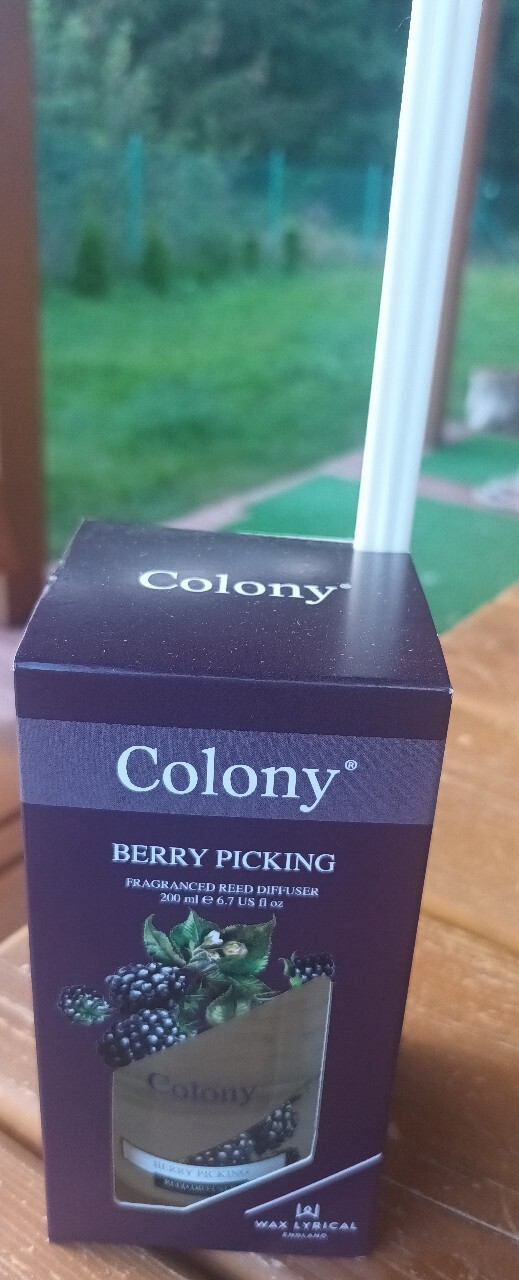 Colony®
Colony®
BERRY PICKING
FRAGRANCED REED DIFFUSER
200 ml ℮ 6.7 US fl oz
Colony
BERRY PICKING
WAX LYRICAL
ENGLAND